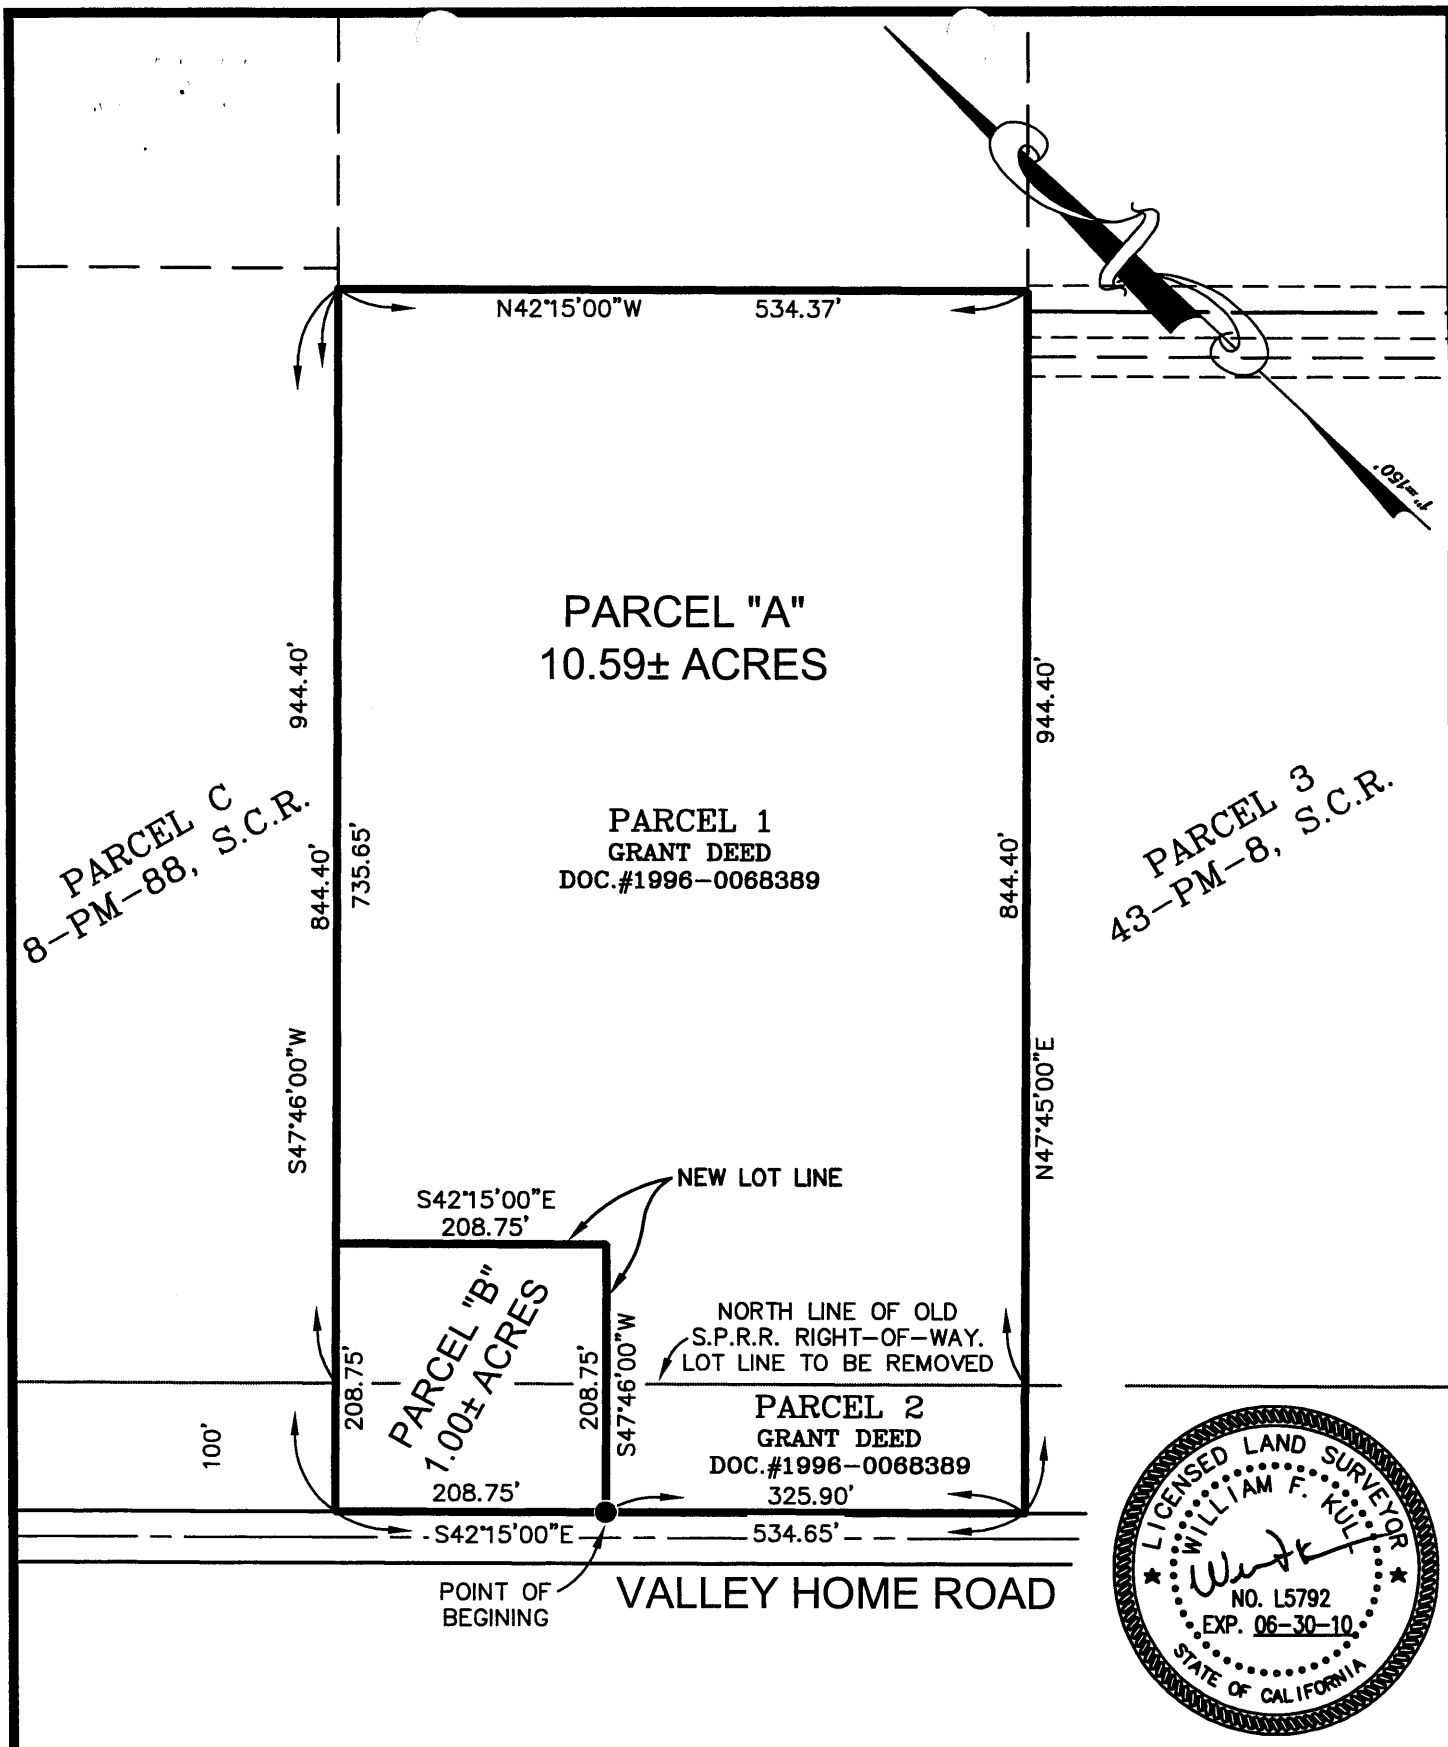 N42°15'00"W 534.37'
1"=150'
PARCEL "A"
10.59± ACRES
944.40'
944.40'
PARCEL C
8-PM-88, S.C.R.
844.40'
735.65'
PARCEL 1
GRANT DEED
DOC.#1996-0068389
844.40'
PARCEL 3
43-PM-8, S.C.R.
S47°46'00"W
N47°45'00"E
NEW LOT LINE
S42°15'00"E
208.75'
PARCEL "B"
1.00± ACRES
208.75'
208.75'
S47°46'00"W
NORTH LINE OF OLD
S.P.R.R. RIGHT-OF-WAY.
LOT LINE TO BE REMOVED
100'
PARCEL 2
GRANT DEED
DOC.#1996-0068389
208.75'
325.90'
S42°15'00"E 534.65'
POINT OF
BEGINING
VALLEY HOME ROAD
LICENSED LAND SURVEYOR
WILLIAM F. KULL
NO. L5792
EXP. 06-30-10
STATE OF CALIFORNIA